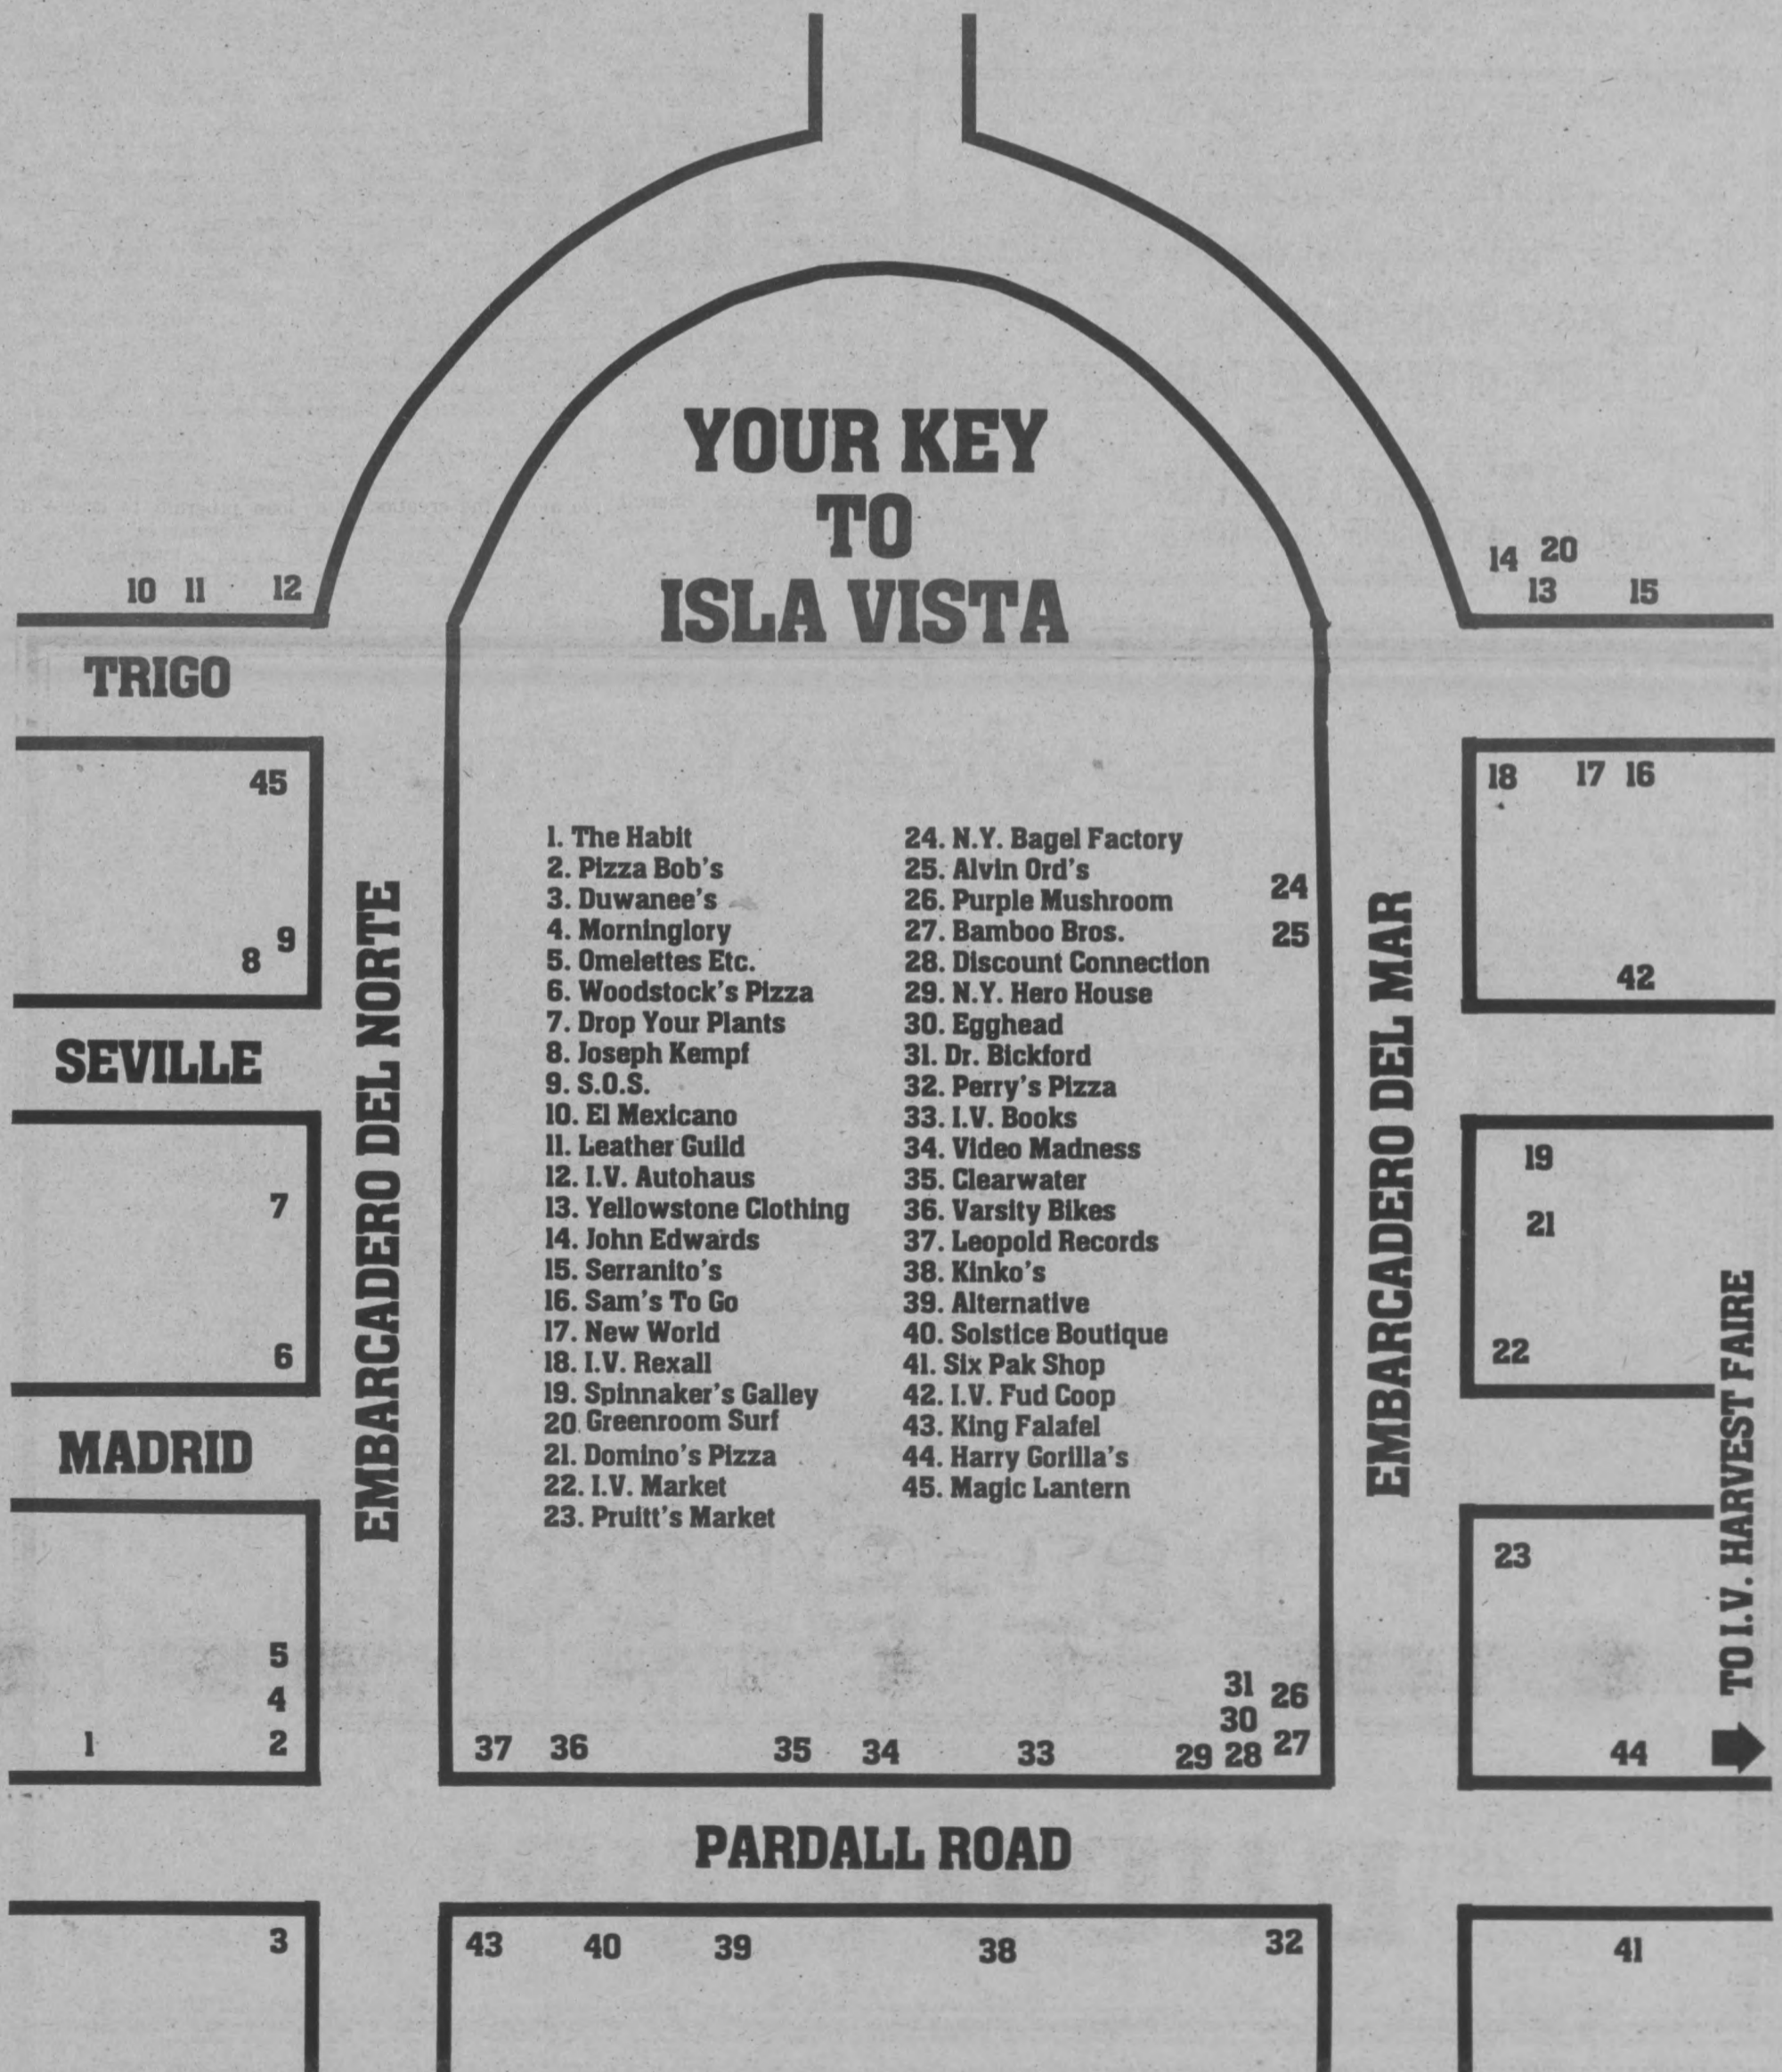 YOUR KEY
TO
ISLA VISTA
14 20
10 11 12
13 15
TRIGO
45
18 17 16
8 9
24
25
42
SEVILLE
EMBARCADERO DEL NORTE
EMBARCADERO DEL MAR
1. The Habit
2. Pizza Bob's
3. Duwanee's
4. Morninglory
5. Omelettes Etc.
6. Woodstock's Pizza
7. Drop Your Plants
8. Joseph Kempf
9. S.O.S.
10. El Mexicano
11. Leather Guild
12. I.V. Autohaus
13. Yellowstone Clothing
14. John Edwards
15. Serranito's
16. Sam's To Go
17. New World
18. I.V. Rexall
19. Spinnaker's Galley
20. Greenroom Surf
21. Domino's Pizza
22. I.V. Market
23. Pruitt's Market
24. N.Y. Bagel Factory
25. Alvin Ord's
26. Purple Mushroom
27. Bamboo Bros.
28. Discount Connection
29. N.Y. Hero House
30. Egghead
31. Dr. Bickford
32. Perry's Pizza
33. I.V. Books
34. Video Madness
35. Clearwater
36. Varsity Bikes
37. Leopold Records
38. Kinko's
39. Alternative
40. Solstice Boutique
41. Six Pak Shop
42. I.V. Fud Coop
43. King Falafel
44. Harry Gorilla's
45. Magic Lantern
7
6
19
21
22
MADRID
23
TO I.V. HARVEST FAIRE
5
4
1 2
31 26
30
37 36 35 34 33 29 28 27
44
PARDALL ROAD
3
43 40 39 38 32
41